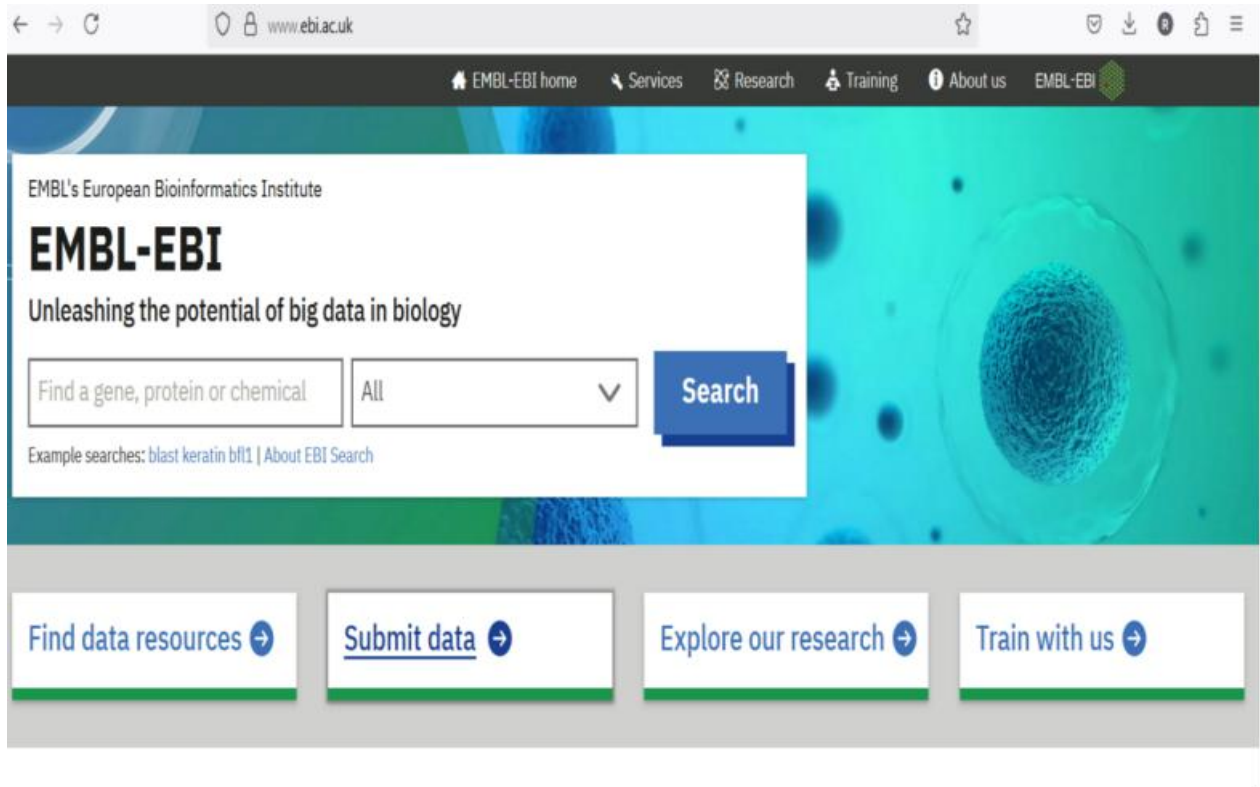 www.ebi.ac.uk
R
EMBL-EBI home Services Research Training About us EMBL-EBI
EMBL's European Bioinformatics Institute
EMBL-EBI
Unleashing the potential of big data in biology
Find a gene, protein or chemical All Search
Example searches: blast keratin bfl1 | About EBI Search
Find data resources Submit data Explore our research Train with us